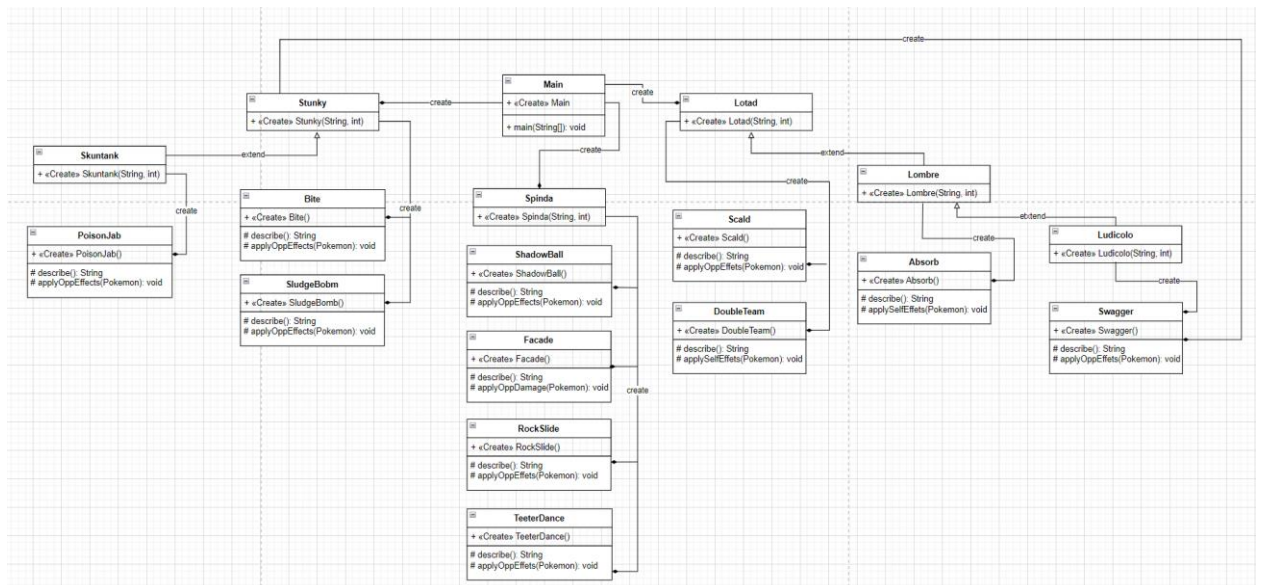 create
Main
+ «Create» Main
+ main(String[]): void
Stunky
+ «Create» Stunky(String, int)
create
create
Lotad
+ «Create» Lotad(String, int)
create
Skuntank
+ «Create» Skuntank(String, int)
extend
extend
Lombre
+ «Create» Lombre(String, int)
create
Bite
+ «Create» Bite()
# describe(): String
# applyOppEffects(Pokemon): void
create
Spinda
+ «Create» Spinda(String, int)
create
Scald
+ «Create» Scald()
# describe(): String
# applyOppEffets(Pokemon): void
extend
create
PoisonJab
+ «Create» PoisonJab()
# describe(): String
# applyOppEffects(Pokemon): void
ShadowBall
+ «Create» ShadowBall()
# describe(): String
# applyOppEffects(Pokemon): void
Absorb
+ «Create» Absorb()
# describe(): String
# applySelfEffets(Pokemon): void
Ludicolo
+ «Create» Ludicolo(String, int)
create
SludgeBobm
+ «Create» SludgeBomb()
# describe(): String
# applyOppEffects(Pokemon): void
DoubleTeam
+ «Create» DoubleTeam()
# describe(): String
# applySelfEffets(Pokemon): void
Swagger
+ «Create» Swagger()
# describe(): String
# applyOppEffets(Pokemon): void
Facade
+ «Create» Facade()
# describe(): String
# applyOppDamage(Pokemon): void
create
RockSlide
+ «Create» RockSlide()
# describe(): String
# applyOppEffets(Pokemon): void
TeeterDance
+ «Create» TeeterDance()
# describe(): String
# applyOppEffets(Pokemon): void